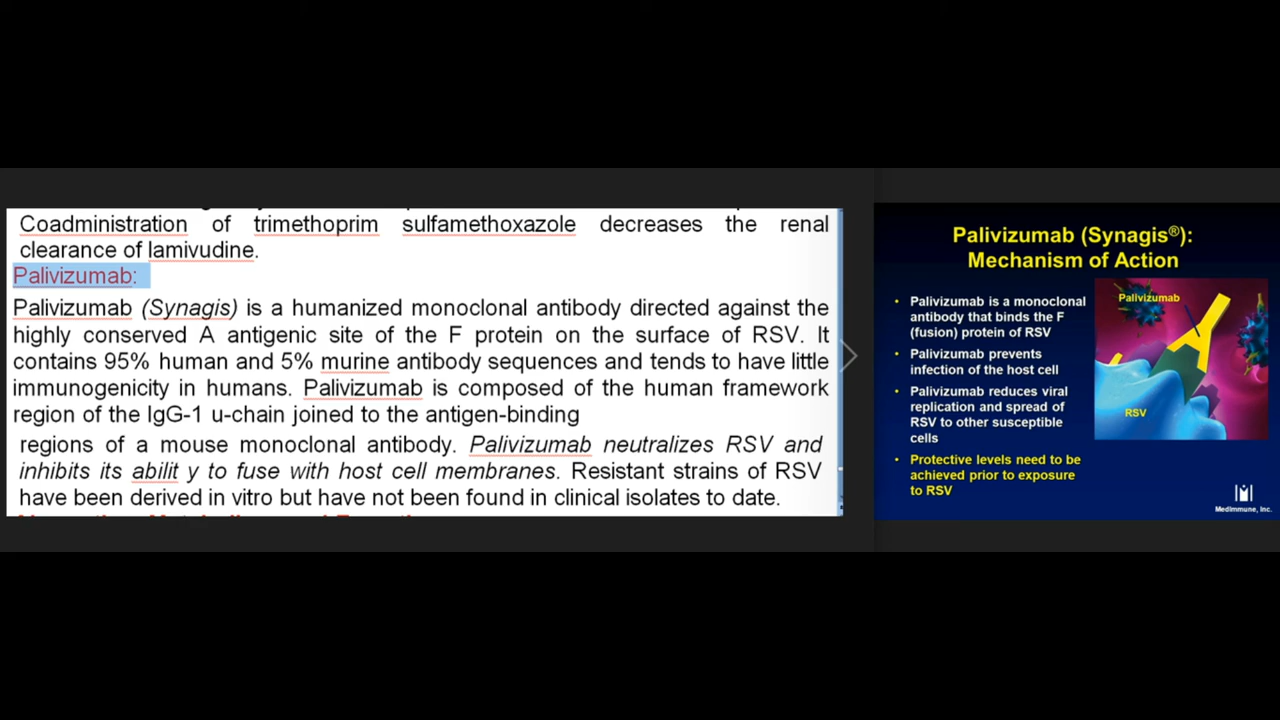 Coadministration of trimethoprim sulfamethoxazole decreases the renal
clearance of lamivudine.
Palivizumab:
Palivizumab (Synagis) is a humanized monoclonal antibody directed against the
highly conserved A antigenic site of the F protein on the surface of RSV. It
contains 95% human and 5% murine antibody sequences and tends to have little
immunogenicity in humans. Palivizumab is composed of the human framework
region of the IgG-1 u-chain joined to the antigen-binding
regions of a mouse monoclonal antibody. Palivizumab neutralizes RSV and
inhibits its abilit y to fuse with host cell membranes. Resistant strains of RSV
have been derived in vitro but have not been found in clinical isolates to date.
Palivizumab (Synagis®):
Mechanism of Action
• Palivizumab is a monoclonal
antibody that binds the F
(fusion) protein of RSV
• Palivizumab prevents
infection of the host cell
• Palivizumab reduces viral
replication and spread of
RSV to other susceptible
cells
• Protective levels need to be
achieved prior to exposure
to RSV
Palivizumab
RSV
MedImmune, Inc.